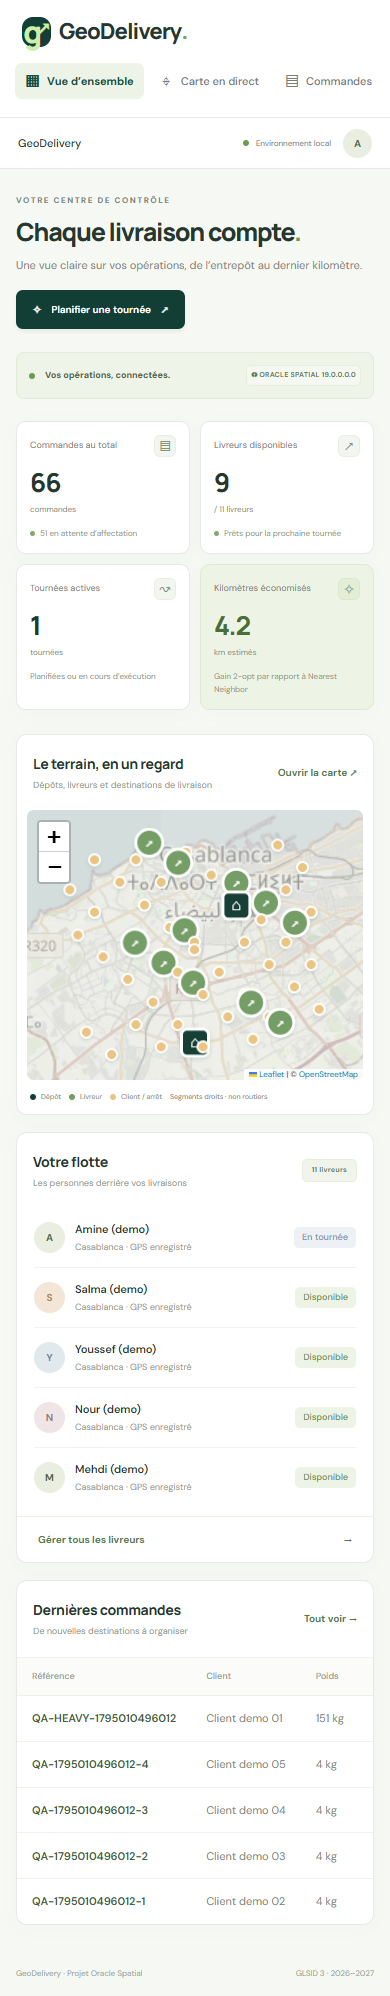 GeoDelivery.
Vue d'ensemble
Carte en direct
Commandes
GeoDelivery
Environnement local
A
VOTRE CENTRE DE CONTRÔLE
Chaque livraison compte.
Une vue claire sur vos opérations, de l'entrepôt au dernier kilomètre.
Planifier une tournée ↗
Vos opérations, connectées.
ORACLE SPATIAL 19.0.0.0.0
Commandes au total
66
commandes
51 en attente d'affectation
Livreurs disponibles
9
/ 11 livreurs
Prêts pour la prochaine tournée
Tournées actives
1
tournées
Planifiées ou en cours d'exécution
Kilomètres économisés
4.2
km estimés
Gain 2-opt par rapport à Nearest
Neighbor
Le terrain, en un regard
Dépôts, livreurs et destinations de livraison
Ouvrir la carte ↗
+
−
R320
Leaflet | © OpenStreetMap
Dépôt
Livreur
Client / arrêt
Segments droits · non routiers
Votre flotte
Les personnes derrière vos livraisons
11 livreurs
A
Amine (demo)
Casablanca · GPS enregistré
En tournée
S
Salma (demo)
Casablanca · GPS enregistré
Disponible
Y
Youssef (demo)
Casablanca · GPS enregistré
Disponible
N
Nour (demo)
Casablanca · GPS enregistré
Disponible
M
Mehdi (demo)
Casablanca · GPS enregistré
Disponible
Gérer tous les livreurs →
Dernières commandes
De nouvelles destinations à organiser
Tout voir →
Référence Client Poids
QA-HEAVY-1795010496012 Client demo 01 151 kg
QA-1795010496012-4 Client demo 05 4 kg
QA-1795010496012-3 Client demo 04 4 kg
QA-1795010496012-2 Client demo 03 4 kg
QA-1795010496012-1 Client demo 02 4 kg
GeoDelivery · Projet Oracle Spatial
GLSID 3 · 2026–2027